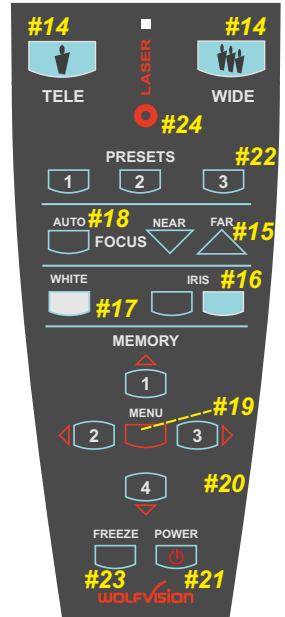 #14 #14
LASER
TELE WIDE
#24
PRESETS #22
1 2 3
AUTO #18 NEAR FAR
FOCUS #15
WHITE IRIS #16
#17
MEMORY
1
MENU #19
2 3
4 #20
FREEZE POWER
#23 #21
WOLFVISION